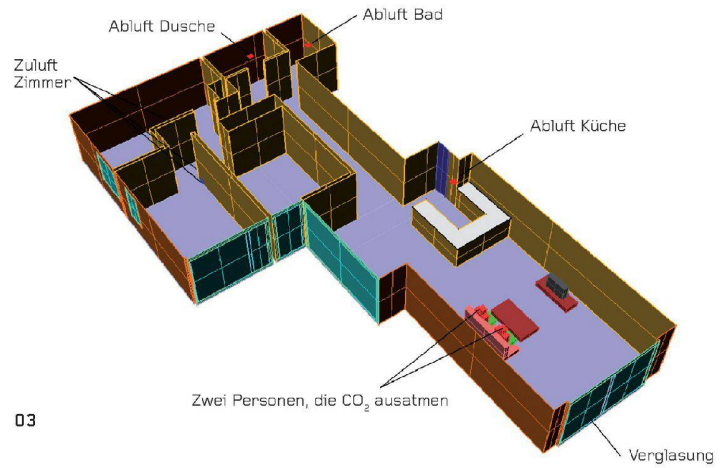 Abluft Bad
Abluft Dusche
Zuluft
Zimmer
Abluft Küche
Zwei Personen, die CO₂ ausatmen
03
Verglasung